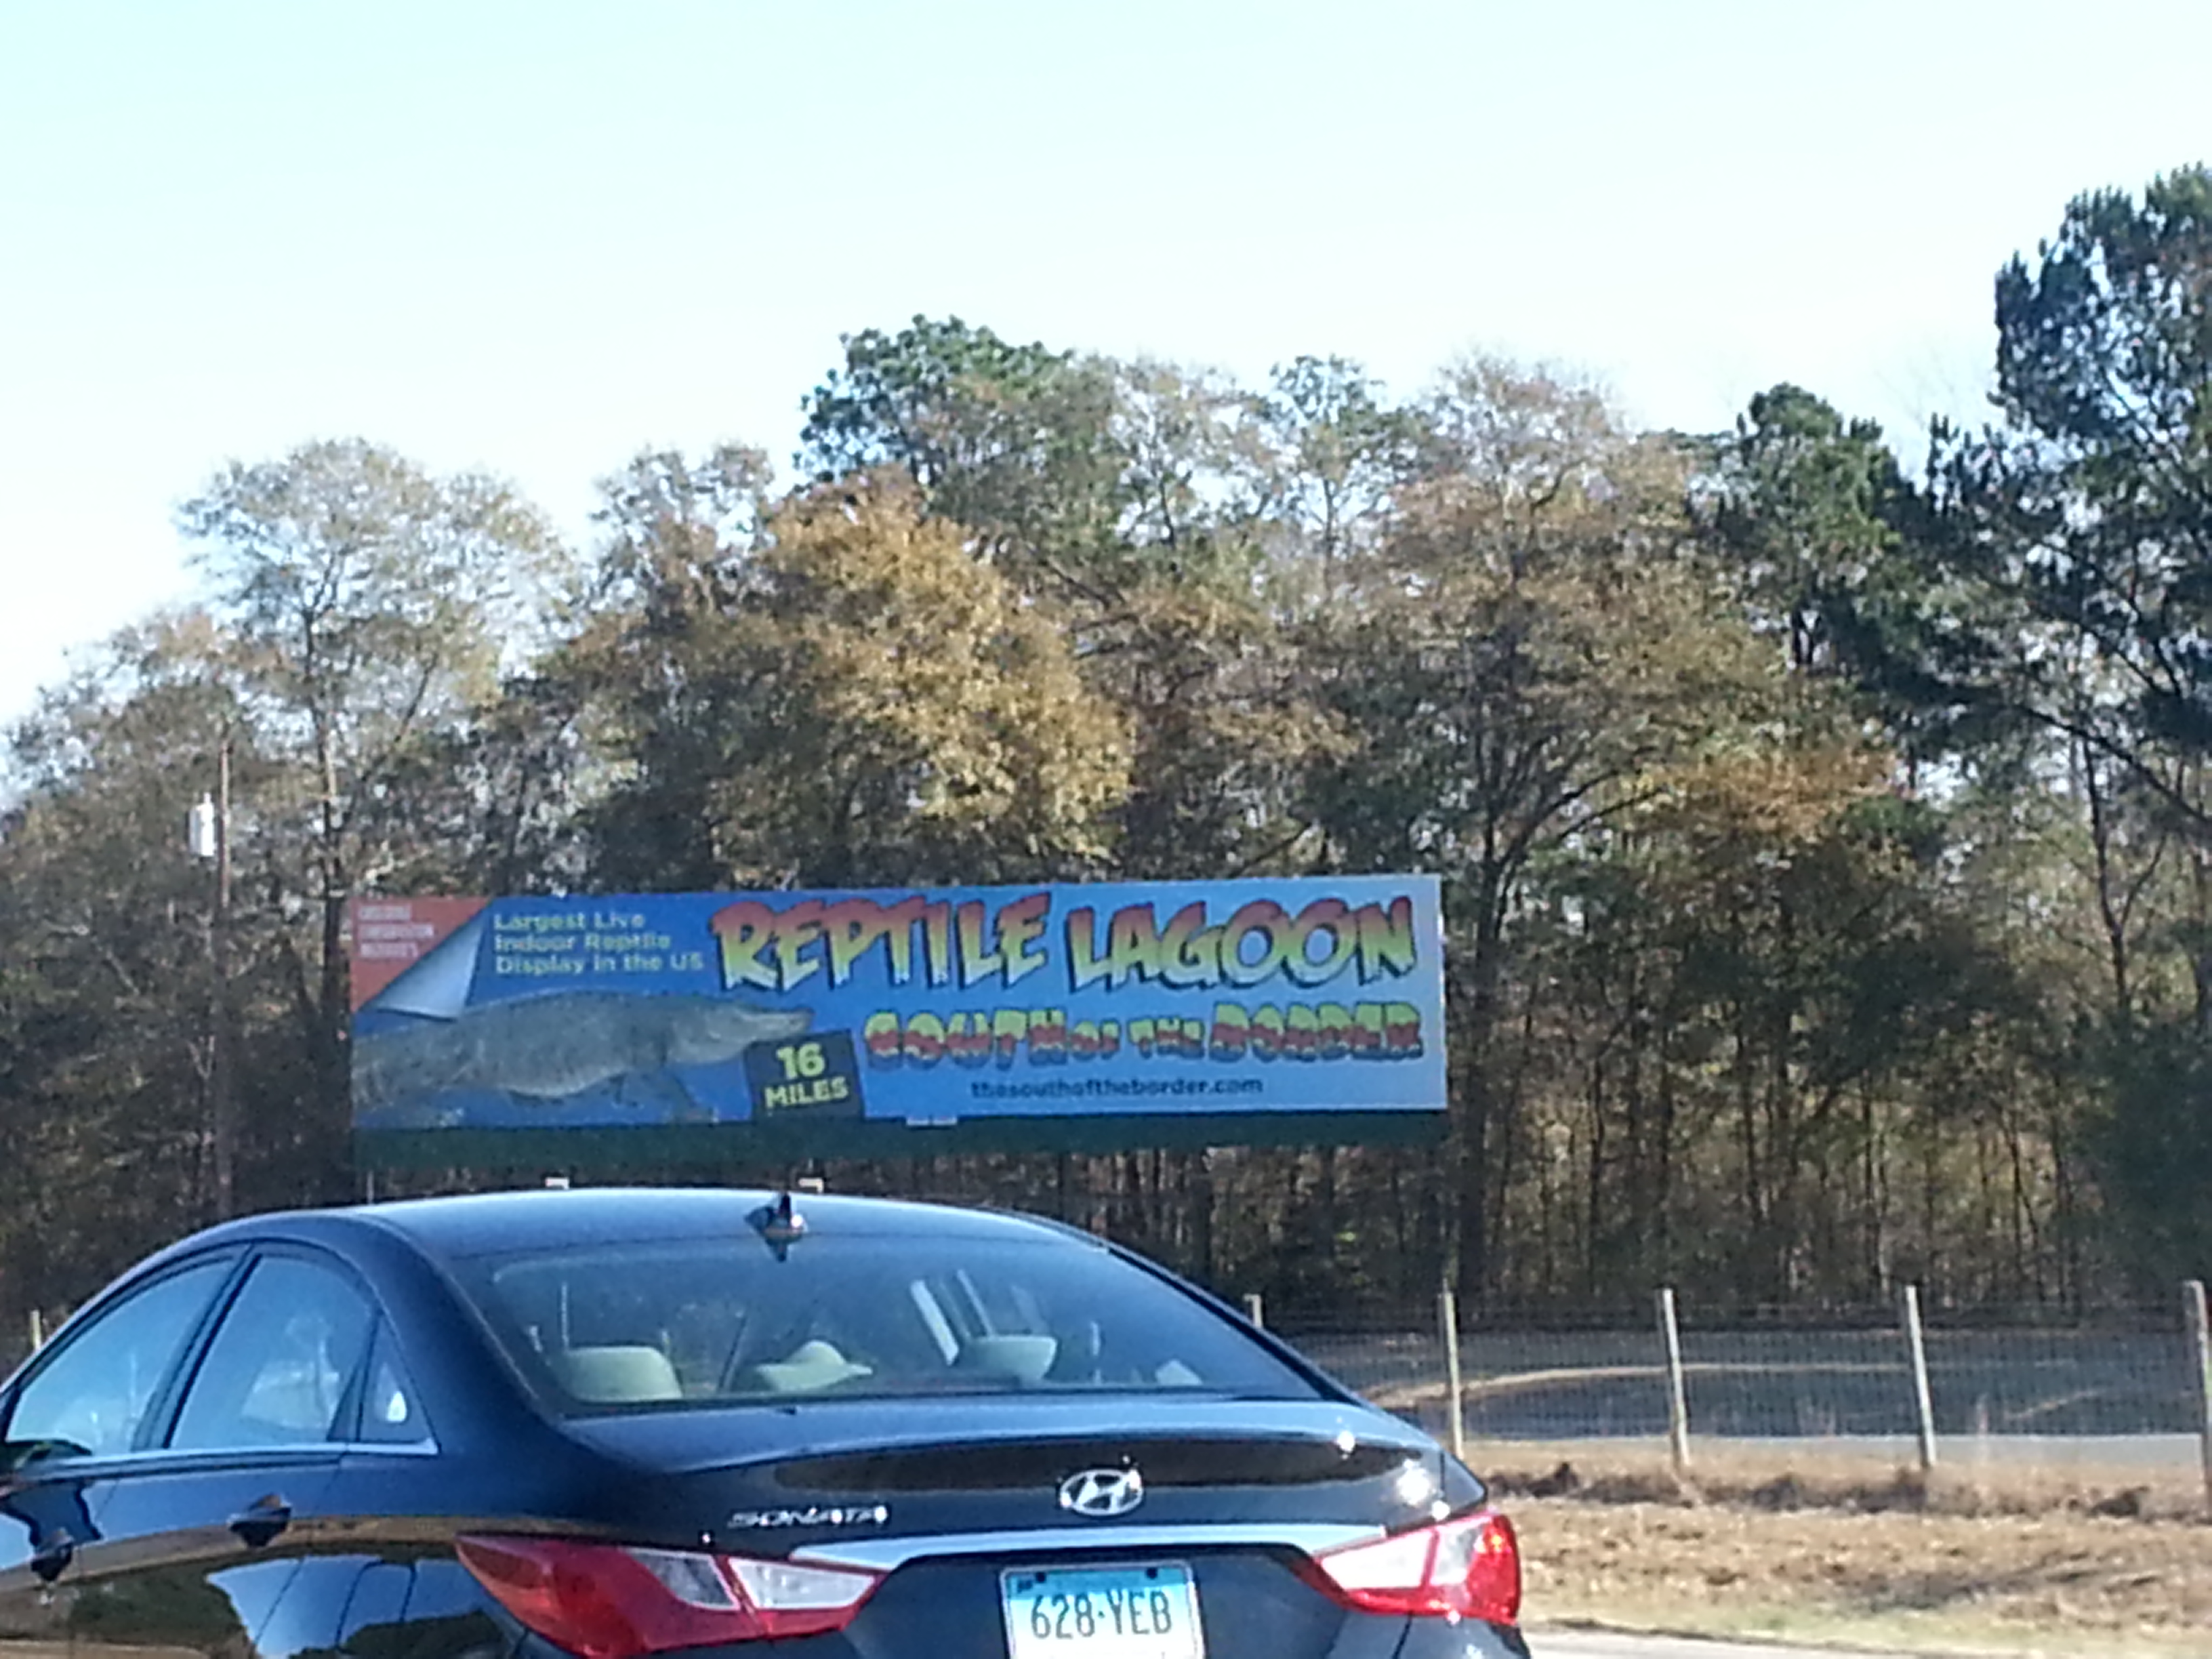 Largest Live
Indoor Reptile
Display in the US
REPTILE LAGOON
SOUTH OF THE BORDER
16
MILES
thesouthoftheborder.com
SONATA
628·YEB